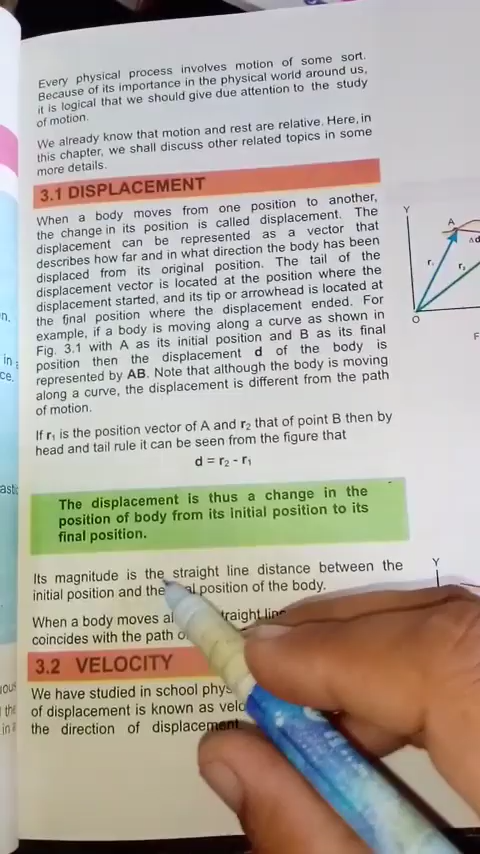 Every physical process involves motion of some sort.
Because of its importance in the physical world around us,
it is logical that we should give due attention to the study
of motion.
We already know that motion and rest are relative. Here, in
this chapter, we shall discuss other related topics in some
more details.
3.1 DISPLACEMENT
When a body moves from one position to another,
the change in its position is called displacement. The
displacement can be represented as a vector that
describes how far and in what direction the body has been
displaced from its original position. The tail of the
displacement vector is located at the position where the
displacement started, and its tip or arrowhead is located at
the final position where the displacement ended. For
example, if a body is moving along a curve as shown in
Fig. 3.1 with A as its initial position and B as its final
position then the displacement d of the body is
represented by AB. Note that although the body is moving
along a curve, the displacement is different from the path
of motion.
If r₁ is the position vector of A and r₂ that of point B then by
head and tail rule it can be seen from the figure that
d = r₂ - r₁
The displacement is thus a change in the
position of body from its initial position to its
final position.
Its magnitude is the straight line distance between the
initial position and the position of the body.
When a body moves straight line
coincides with the path
3.2 VELOCITY
We have studied in school
of displacement is known as
the direction of displacement
Y
A
Δd
r₁
r₂
O
F
Y
n.
in
ce.
the
in